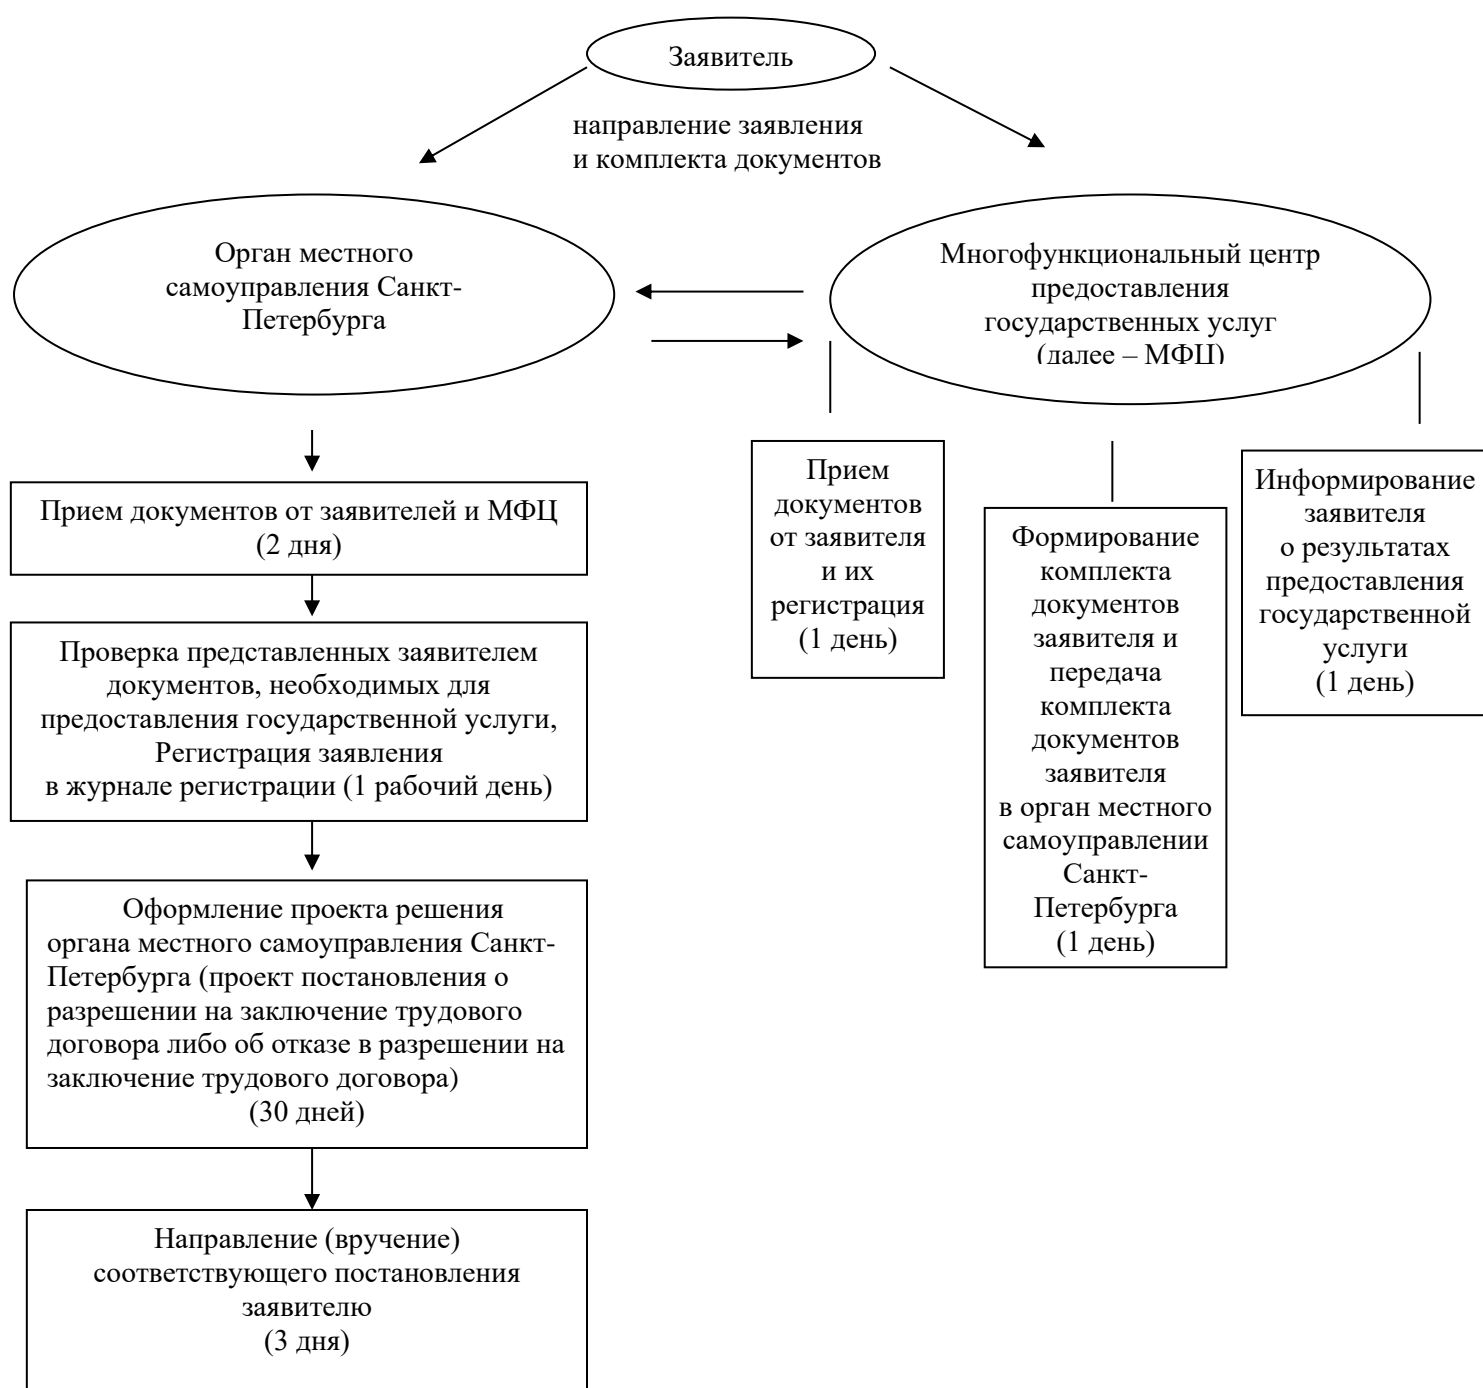 Заявитель
направление заявления
и комплекта документов
Орган местного
самоуправления Санкт-
Петербурга
Многофункциональный центр
предоставления
государственных услуг
(далее – МФЦ)
Прием документов от заявителей и МФЦ
(2 дня)
Проверка представленных заявителем
документов, необходимых для
предоставления государственной услуги,
Регистрация заявления
в журнале регистрации (1 рабочий день)
Оформление проекта решения
органа местного самоуправления Санкт-
Петербурга (проект постановления о
разрешении на заключение трудового
договора либо об отказе в разрешении на
заключение трудового договора)
(30 дней)
Направление (вручение)
соответствующего постановления
заявителю
(3 дня)
Прием
документов
от заявителя
и их
регистрация
(1 день)
Формирование
комплекта
документов
заявителя и
передача
комплекта
документов
заявителя
в орган местного
самоуправлении
Санкт-
Петербурга
(1 день)
Информирование
заявителя
о результатах
предоставления
государственной
услуги
(1 день)